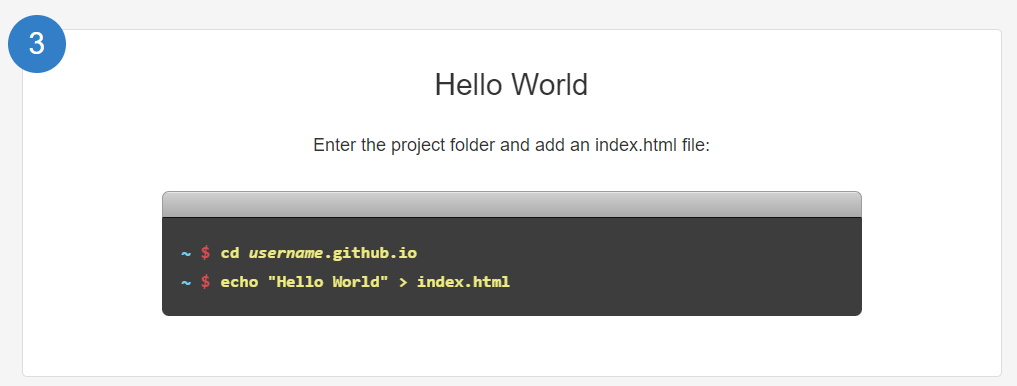 3
Hello World
Enter the project folder and add an index.html file:
~ $ cd username.github.io
~ $ echo "Hello World" > index.html